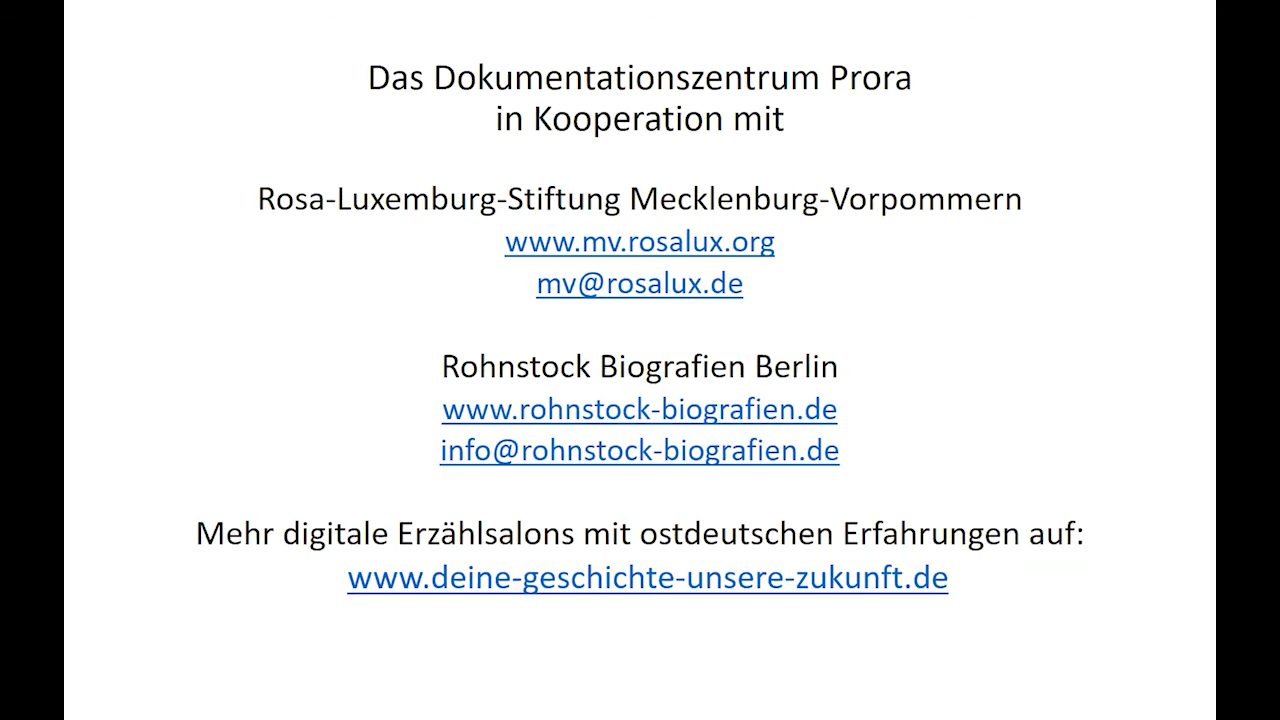 Das Dokumentationszentrum Prora
in Kooperation mit
Rosa-Luxemburg-Stiftung Mecklenburg-Vorpommern
www.mv.rosalux.org
mv@rosalux.de
Rohnstock Biografien Berlin
www.rohnstock-biografien.de
info@rohnstock-biografien.de
Mehr digitale Erzählsalons mit ostdeutschen Erfahrungen auf:
www.deine-geschichte-unsere-zukunft.de